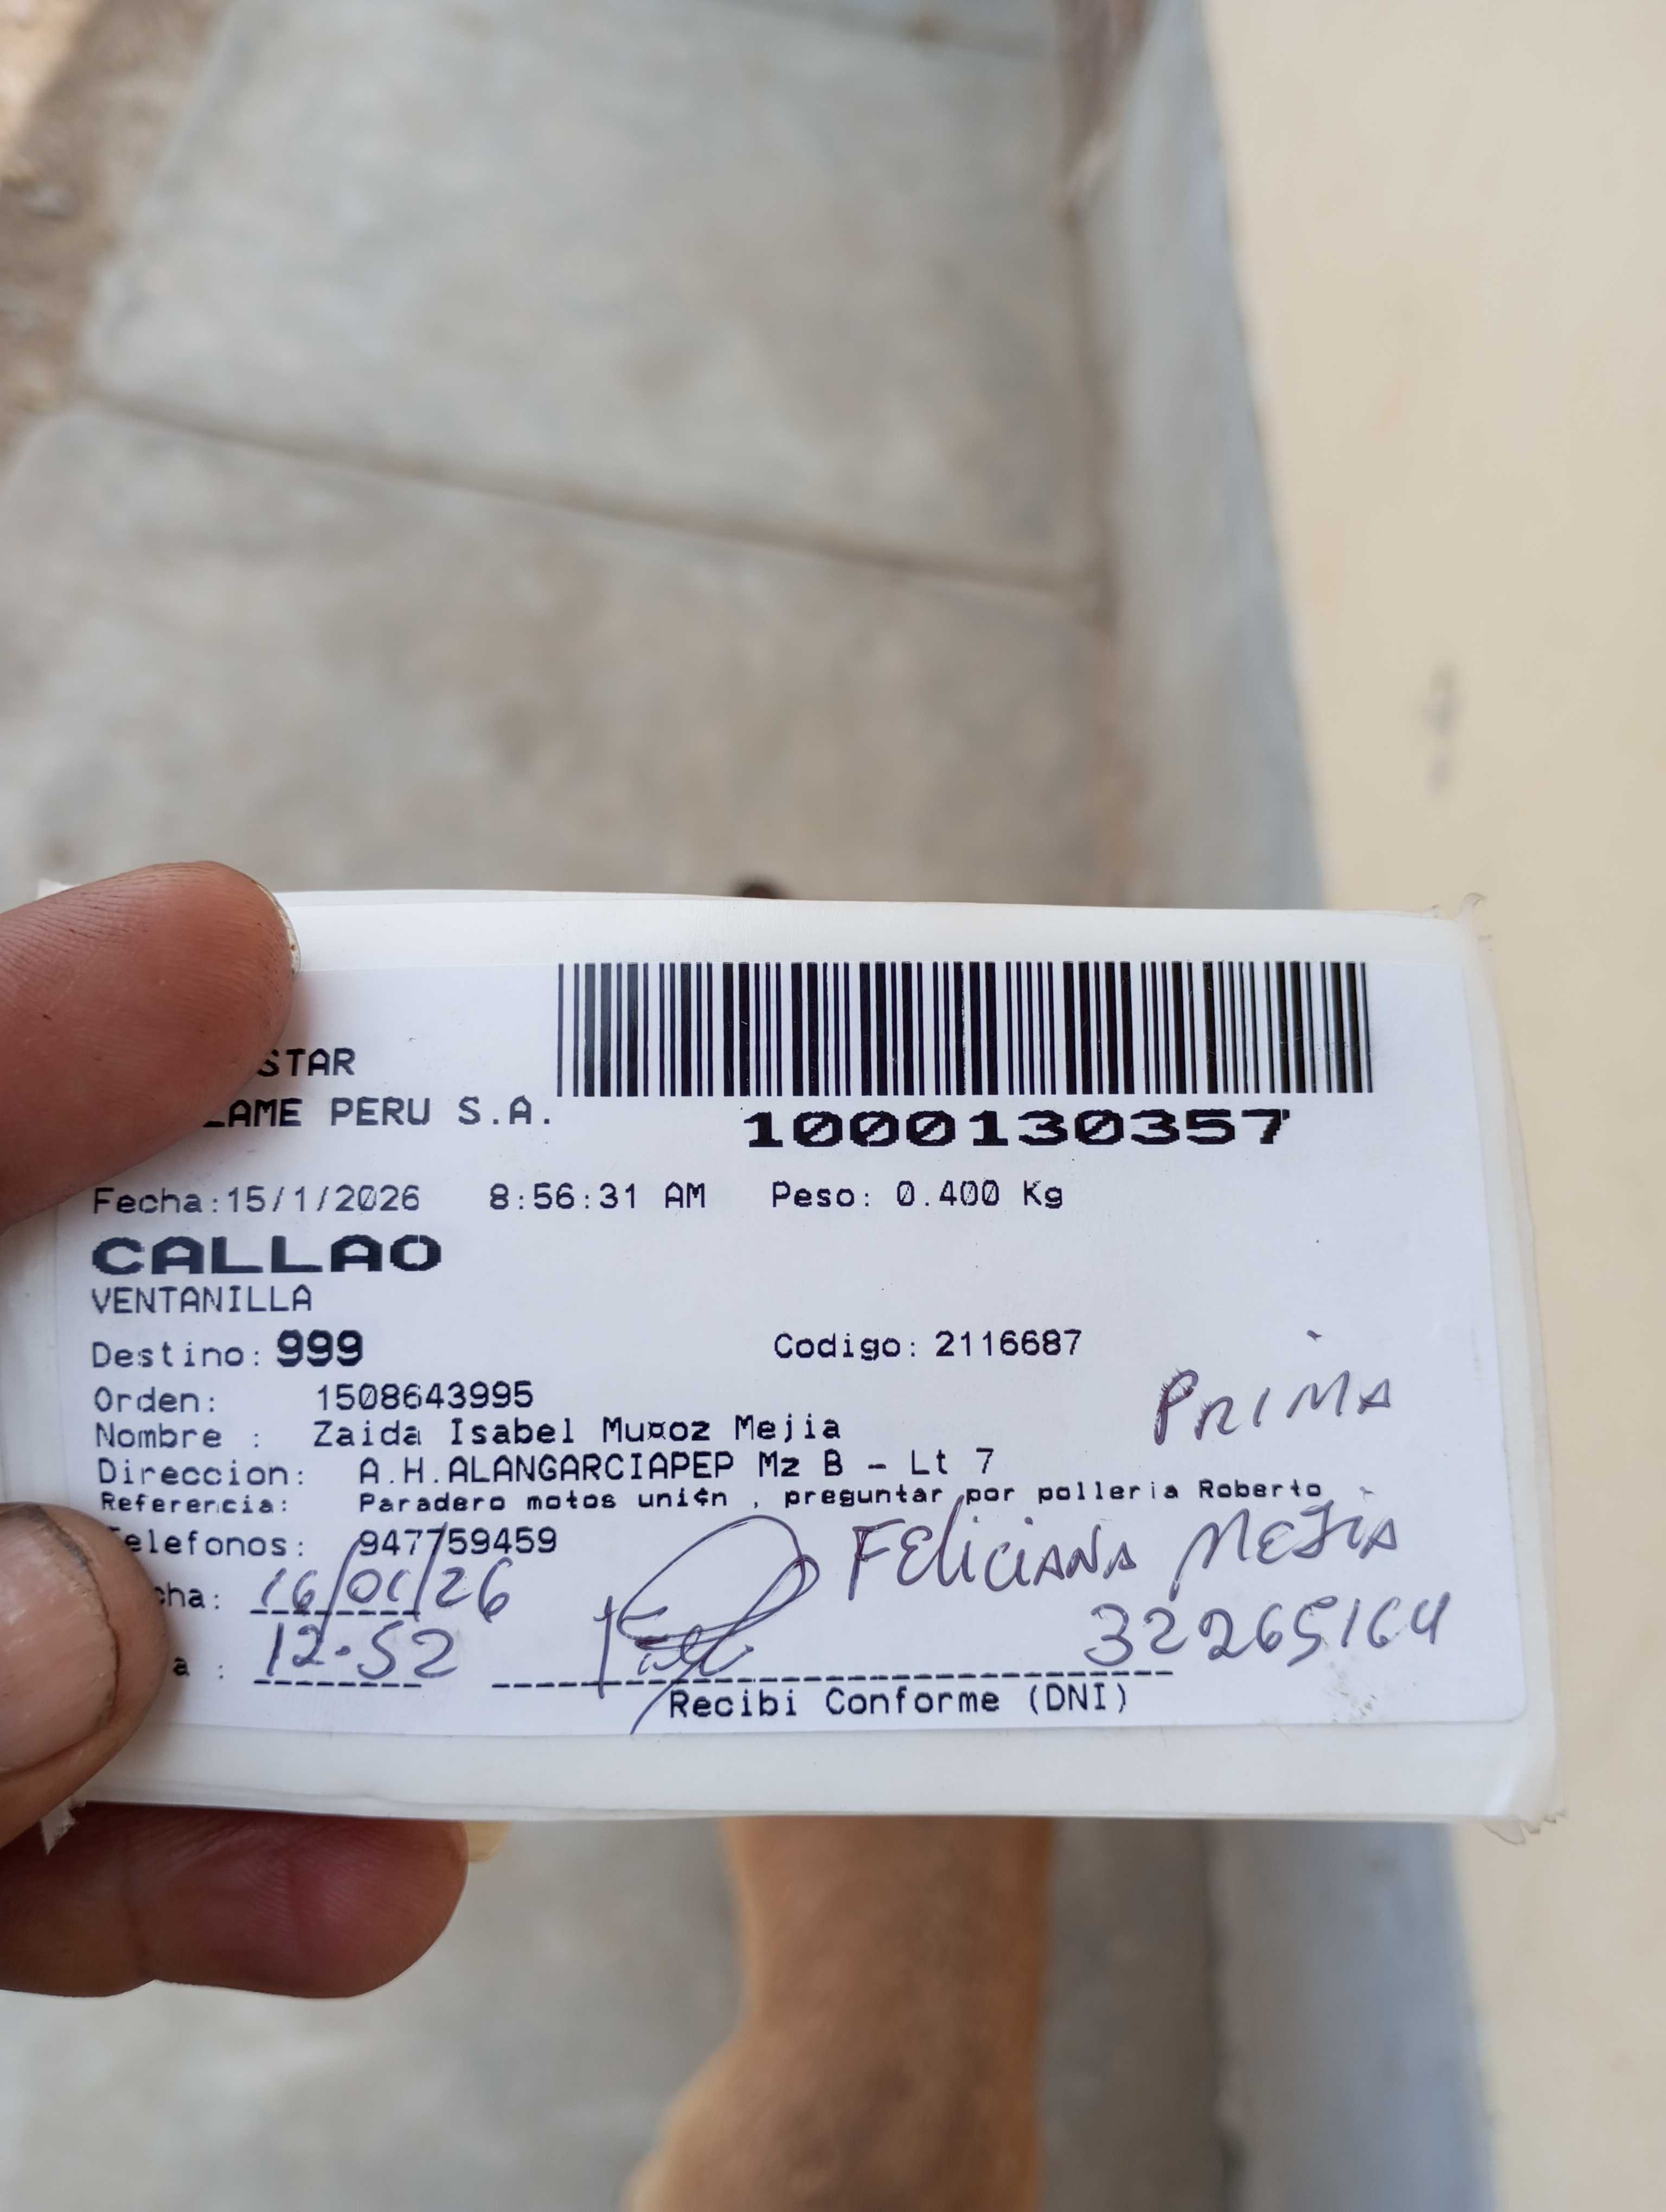 STAR
LAME PERU S.A.
1000130357
Fecha:15/1/2026 8:56:31 AM Peso: 0.400 Kg
CALLAO
VENTANILLA
Destino: 999 Codigo: 2116687
Orden: 1508643995
PRIMA
Nombre : Zaida Isabel Mu¤oz Mejia
Direccion: A.H.ALANGARCIAPEP Mz B - Lt 7
Referencia: Paradero motos uni¢n , preguntar por polleria Roberto
elefonos: 947759459
FELICIANA MEJIA
cha: 16/01/26
32265164
a : 12.52
Recibi Conforme (DNI)